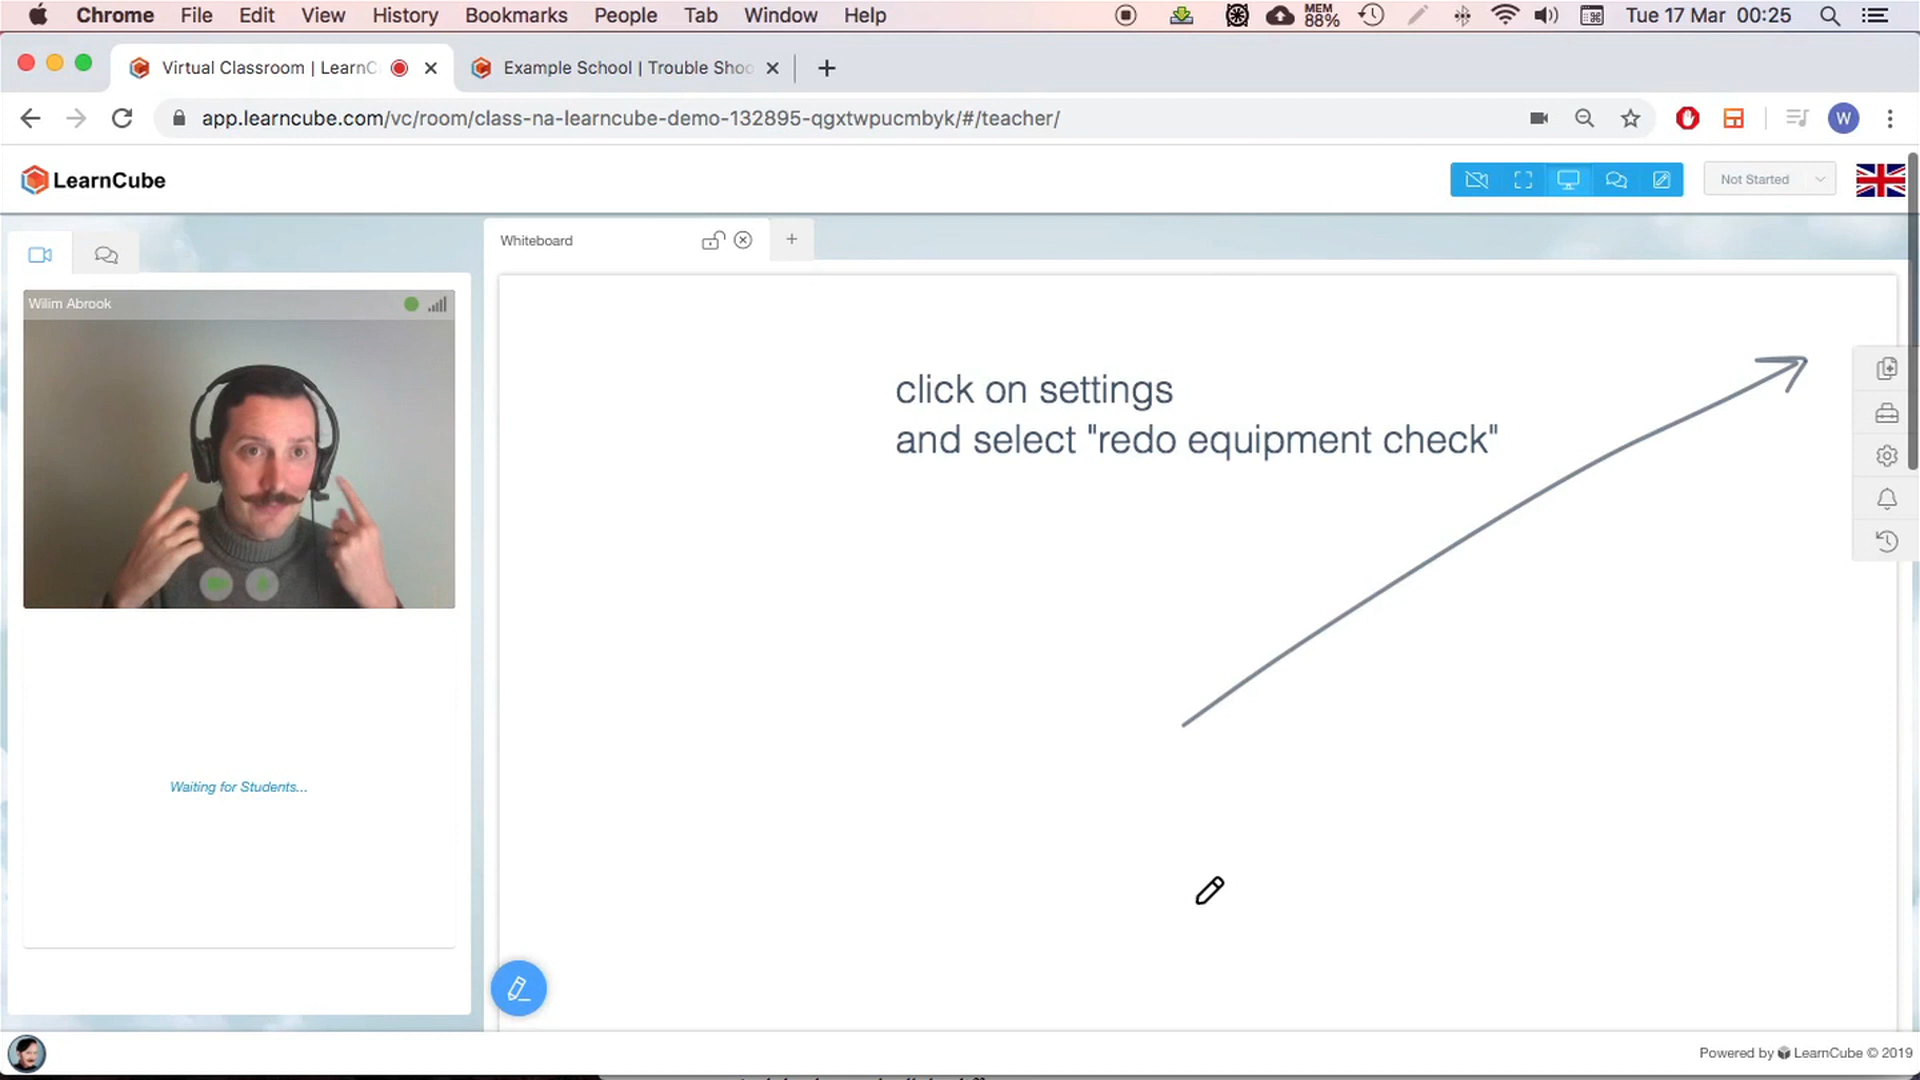 Chrome File Edit View History Bookmarks People Tab Window Help MEM 88% Tue 17 Mar 00:25
Virtual Classroom | LearnC Example School | Trouble Shoo
app.learncube.com/vc/room/class-na-learncube-demo-132895-qgxtwpucmbyk/#/teacher/ W
LearnCube Not Started
Whiteboard
Wilim Abrook
click on settings
and select "redo equipment check"
Waiting for Students...
Powered by LearnCube © 2019